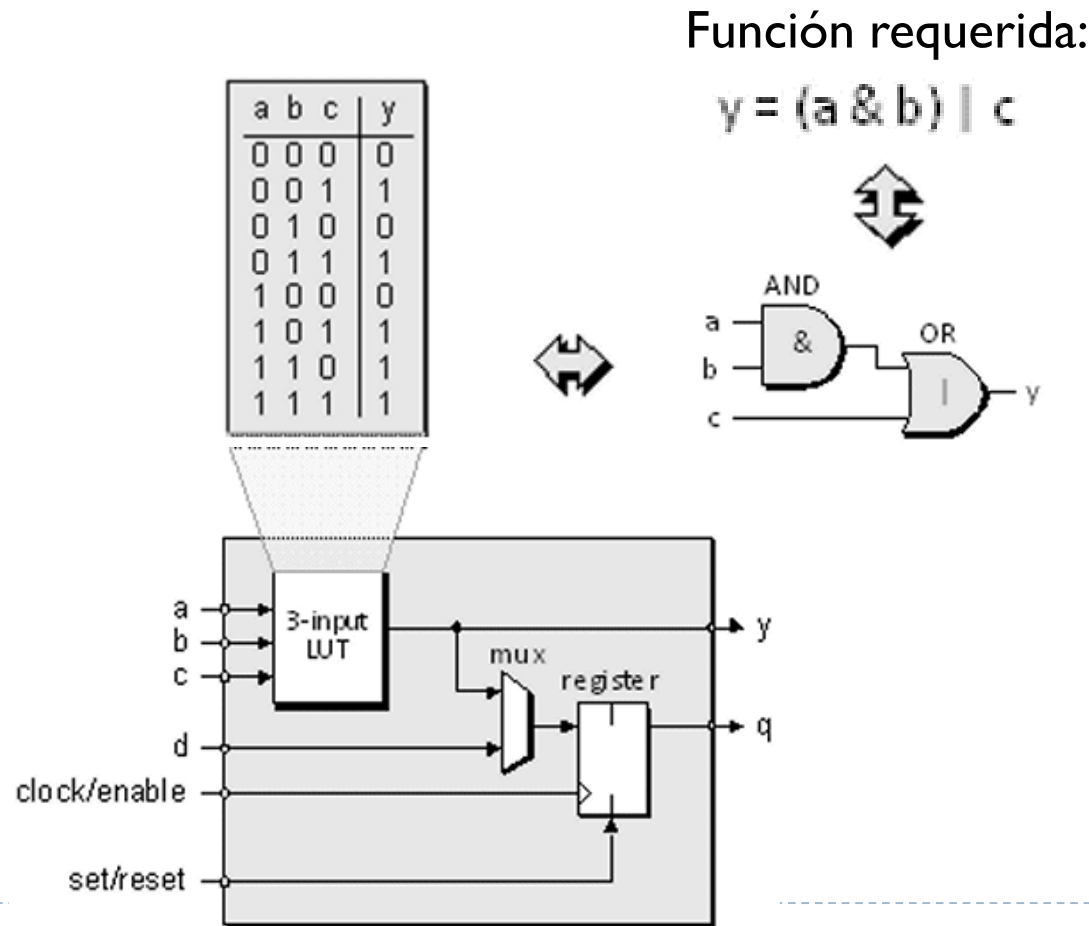 Función requerida:
y = (a & b) | c
a b c | y
0 0 0 0
0 0 1 1
0 1 0 0
0 1 1 1
1 0 0 0
1 0 1 1
1 1 0 1
1 1 1 1
AND
a
&
b
OR
|
y
c
a
b
c
3-input
LUT
y
mux
register
q
d
clock/enable
set/reset